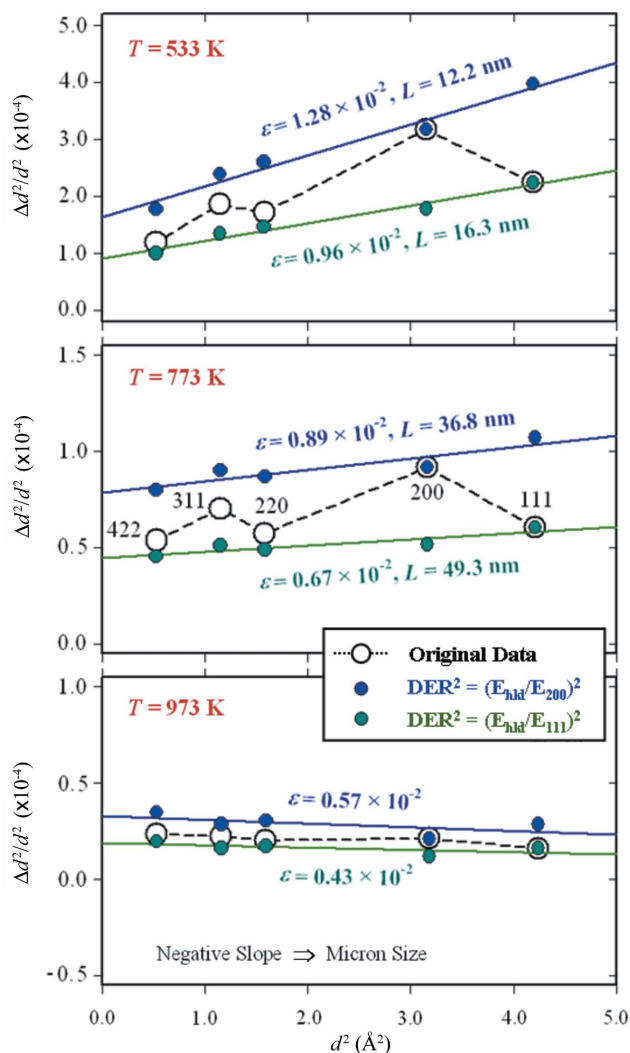 5.0
T = 533 K
4.0
ε = 1.28 × 10⁻², L = 12.2 nm
3.0
Δd²/d² (x10⁻⁴)
2.0
1.0
ε = 0.96 × 10⁻², L = 16.3 nm
0.0
1.5
T = 773 K
ε = 0.89 × 10⁻², L = 36.8 nm
1.0
Δd²/d² (x10⁻⁴)
422 311 220 200 111
0.5
ε = 0.67 × 10⁻², L = 49.3 nm
0.0
Original Data
DER² = (E_hkl/E_200)²
DER² = (E_hkl/E_111)²
1.0
T = 973 K
0.5
ε = 0.57 × 10⁻²
Δd²/d² (x10⁻⁴)
0.0
ε = 0.43 × 10⁻²
Negative Slope ⇒ Micron Size
-0.5
0.0 1.0 2.0 3.0 4.0 5.0
d² (Å²)